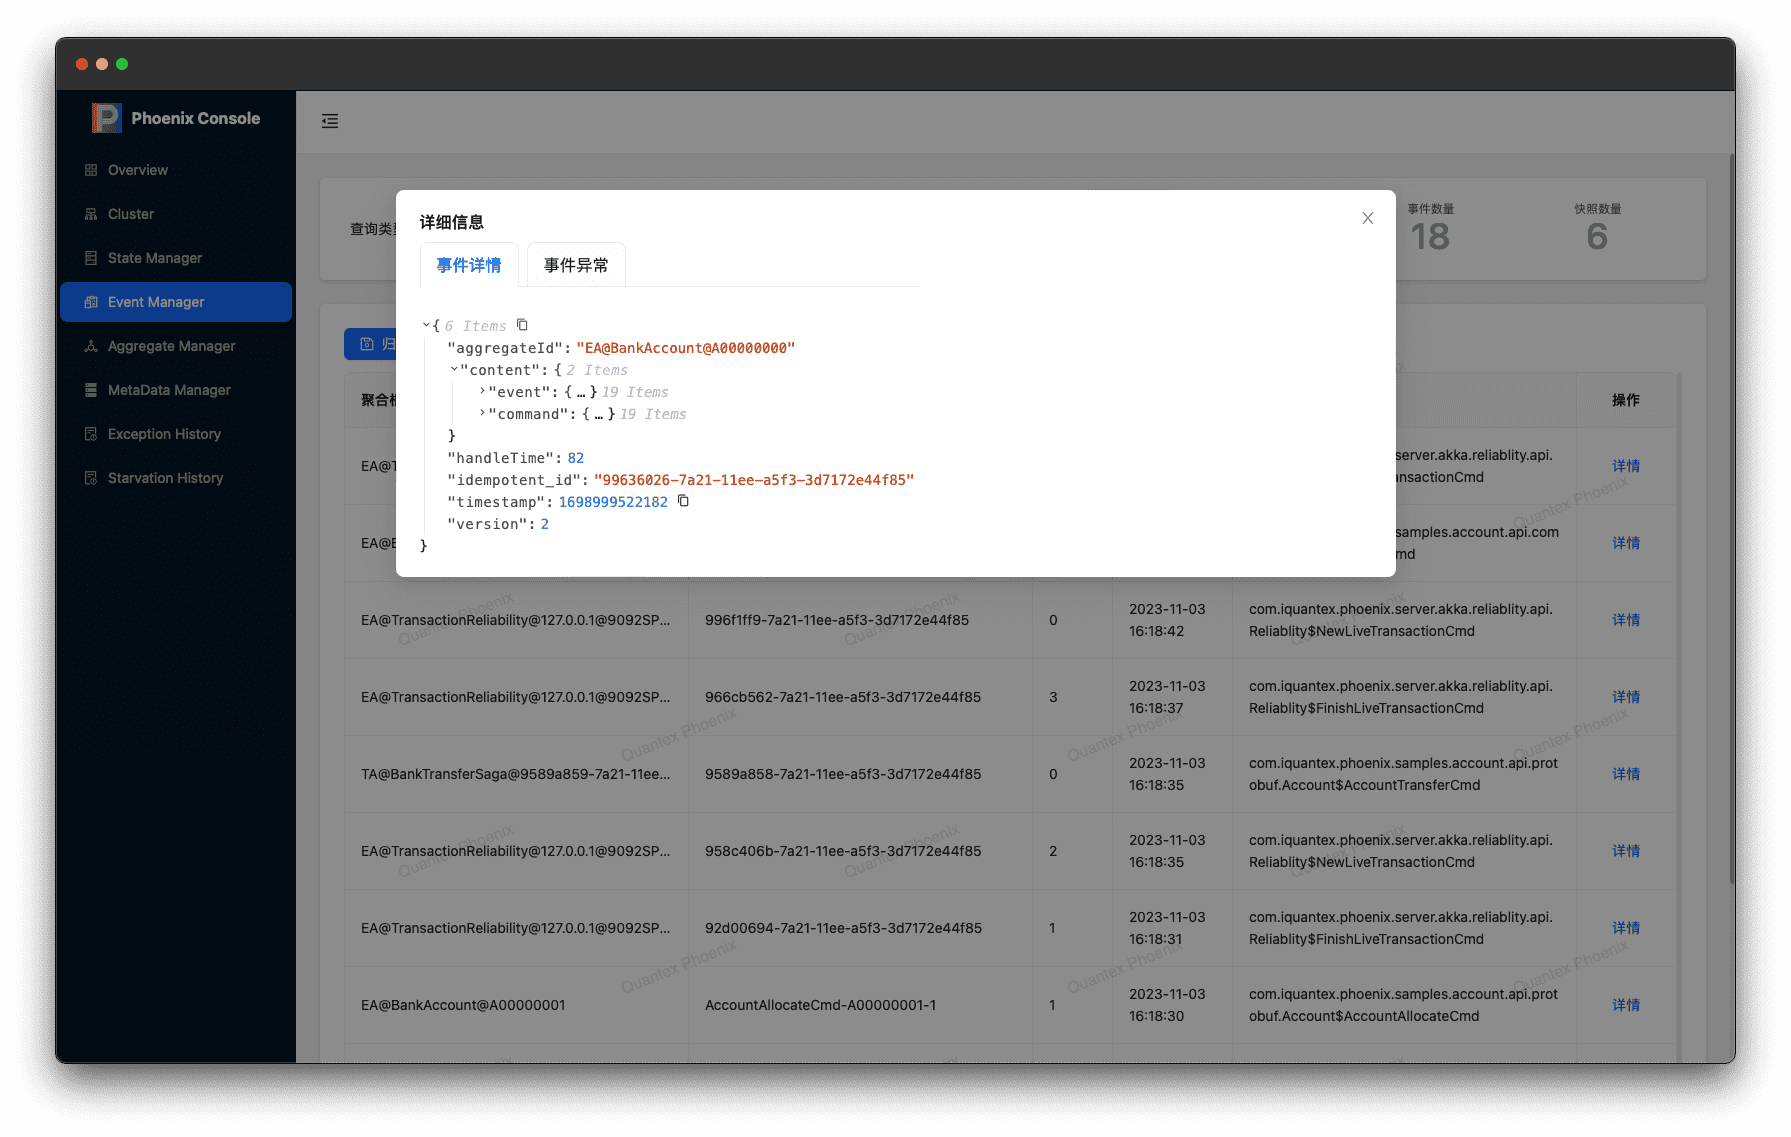 Phoenix Console
Overview
Cluster
State Manager
Event Manager
Aggregate Manager
MetaData Manager
Exception History
Starvation History
查询类
事件数量
18
快照数量
6
详细信息
事件详情
事件异常
{ 6 Items
"aggregateId": "EA@BankAccount@A00000000"
"content": { 2 Items
"event": {…} 19 Items
"command": {…} 19 Items
}
"handleTime": 82
"idempotent_id": "99636026-7a21-11ee-a5f3-3d7172e44f85"
"timestamp": 1698999522182
"version": 2
}
归
聚合
操作
EA@T
server.akka.reliablity.api.
nsactionCmd
详情
EA@
samples.account.api.com
md
详情
EA@TransactionReliability@127.0.0.1@9092SP...
996f1ff9-7a21-11ee-a5f3-3d7172e44f85
0
2023-11-03
16:18:42
com.iquantex.phoenix.server.akka.reliablity.api.
Reliablity$NewLiveTransactionCmd
详情
EA@TransactionReliability@127.0.0.1@9092SP...
966cb562-7a21-11ee-a5f3-3d7172e44f85
3
2023-11-03
16:18:37
com.iquantex.phoenix.server.akka.reliablity.api.
Reliablity$FinishLiveTransactionCmd
详情
TA@BankTransferSaga@9589a859-7a21-11ee...
9589a858-7a21-11ee-a5f3-3d7172e44f85
0
2023-11-03
16:18:35
com.iquantex.phoenix.samples.account.api.prot
obuf.Account$AccountTransferCmd
详情
EA@TransactionReliability@127.0.0.1@9092SP...
958c406b-7a21-11ee-a5f3-3d7172e44f85
2
2023-11-03
16:18:35
com.iquantex.phoenix.server.akka.reliablity.api.
Reliablity$NewLiveTransactionCmd
详情
EA@TransactionReliability@127.0.0.1@9092SP...
92d00694-7a21-11ee-a5f3-3d7172e44f85
1
2023-11-03
16:18:31
com.iquantex.phoenix.server.akka.reliablity.api.
Reliablity$FinishLiveTransactionCmd
详情
EA@BankAccount@A00000001
AccountAllocateCmd-A00000001-1
1
2023-11-03
16:18:30
com.iquantex.phoenix.samples.account.api.prot
obuf.Account$AccountAllocateCmd
详情
Quantex Phoenix